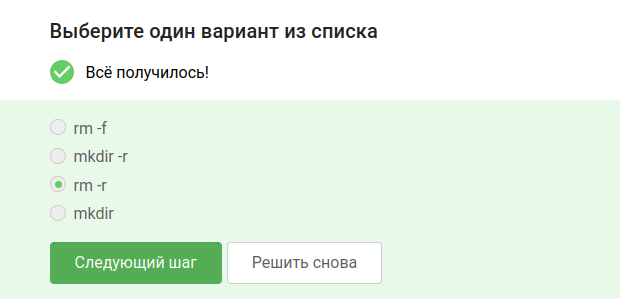 Выберите один вариант из списка
Всё получилось!
rm -f
mkdir -r
rm -r
mkdir
Следующий шаг
Решить снова